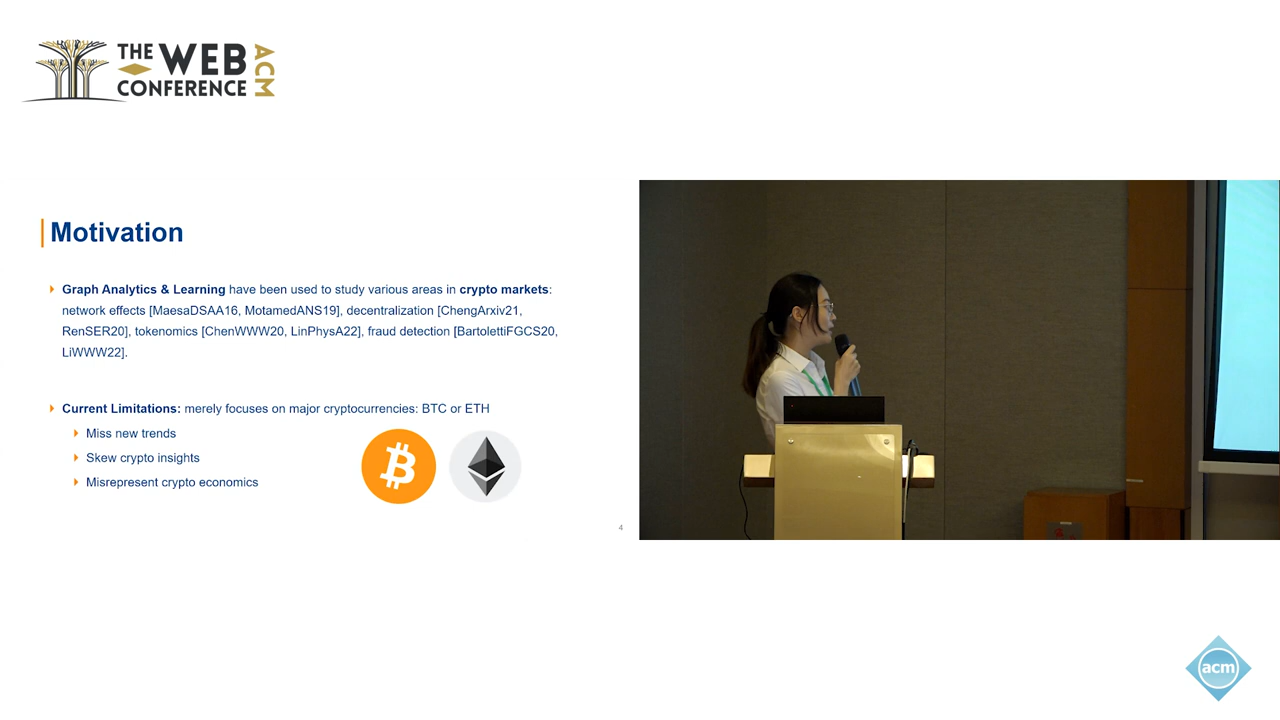 THE WEB
CONFERENCE
ACM
Motivation
Graph Analytics & Learning have been used to study various areas in crypto markets:
network effects [MaesaDSAA16, MotamedANS19], decentralization [ChengArxiv21,
RenSER20], tokenomics [ChenWWW20, LinPhysA22], fraud detection [BartolettiFGCS20,
LiWWW22].
Current Limitations: merely focuses on major cryptocurrencies: BTC or ETH
Miss new trends
Skew crypto insights
Misrepresent crypto economics
4
acm